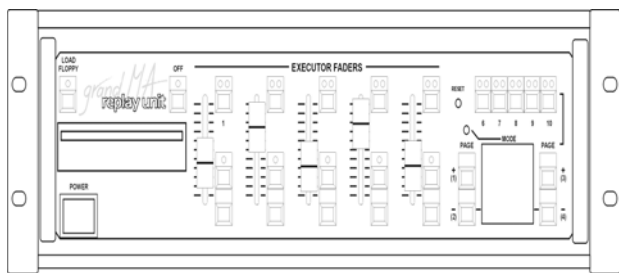 LOAD
FLOPPY
OFF
grandMA
replay unit
EXECUTOR FADERS
1
RESET
6 7 8 9 10
MODE
PAGE
PAGE
+
(1)
+
(3)
-
(2)
-
(4)
POWER